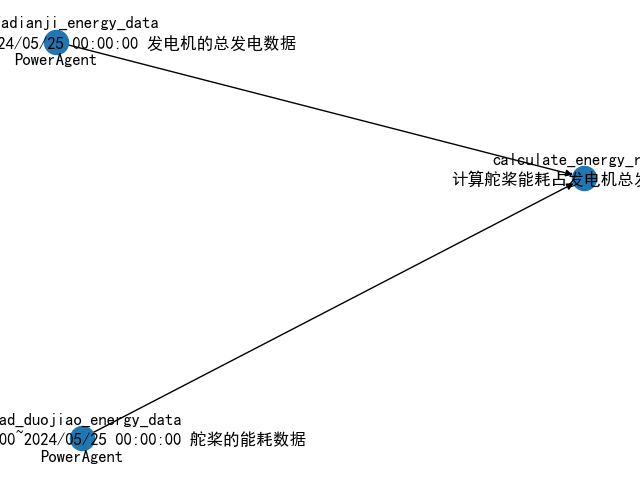 adianji_energy_data
24/05/25 00:00:00 发电机的总发电数据
PowerAgent
calculate_energy_r
计算舵桨能耗占发电机总发
ad_duojiao_energy_data
00~2024/05/25 00:00:00 舵桨的能耗数据
PowerAgent